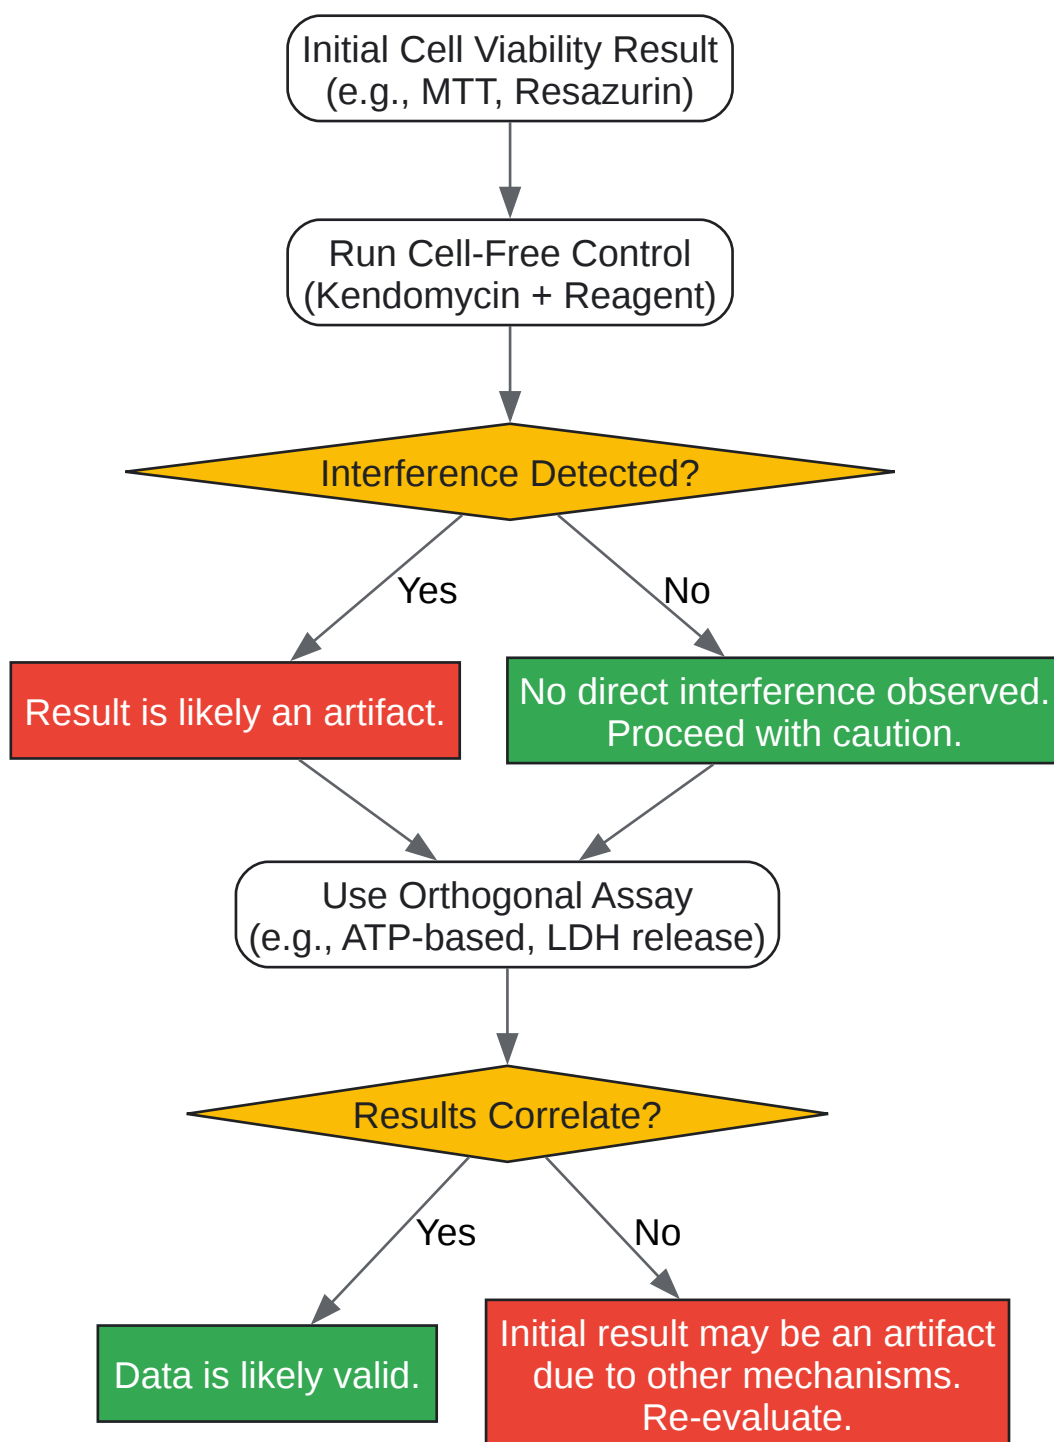 Initial Cell Viability Result
(e.g., MTT, Resazurin)
Run Cell-Free Control
(Kendomycin + Reagent)
Interference Detected?
Yes
No
Result is likely an artifact.
No direct interference observed.
Proceed with caution.
Use Orthogonal Assay
(e.g., ATP-based, LDH release)
Results Correlate?
Yes
No
Data is likely valid.
Initial result may be an artifact
due to other mechanisms.
Re-evaluate.